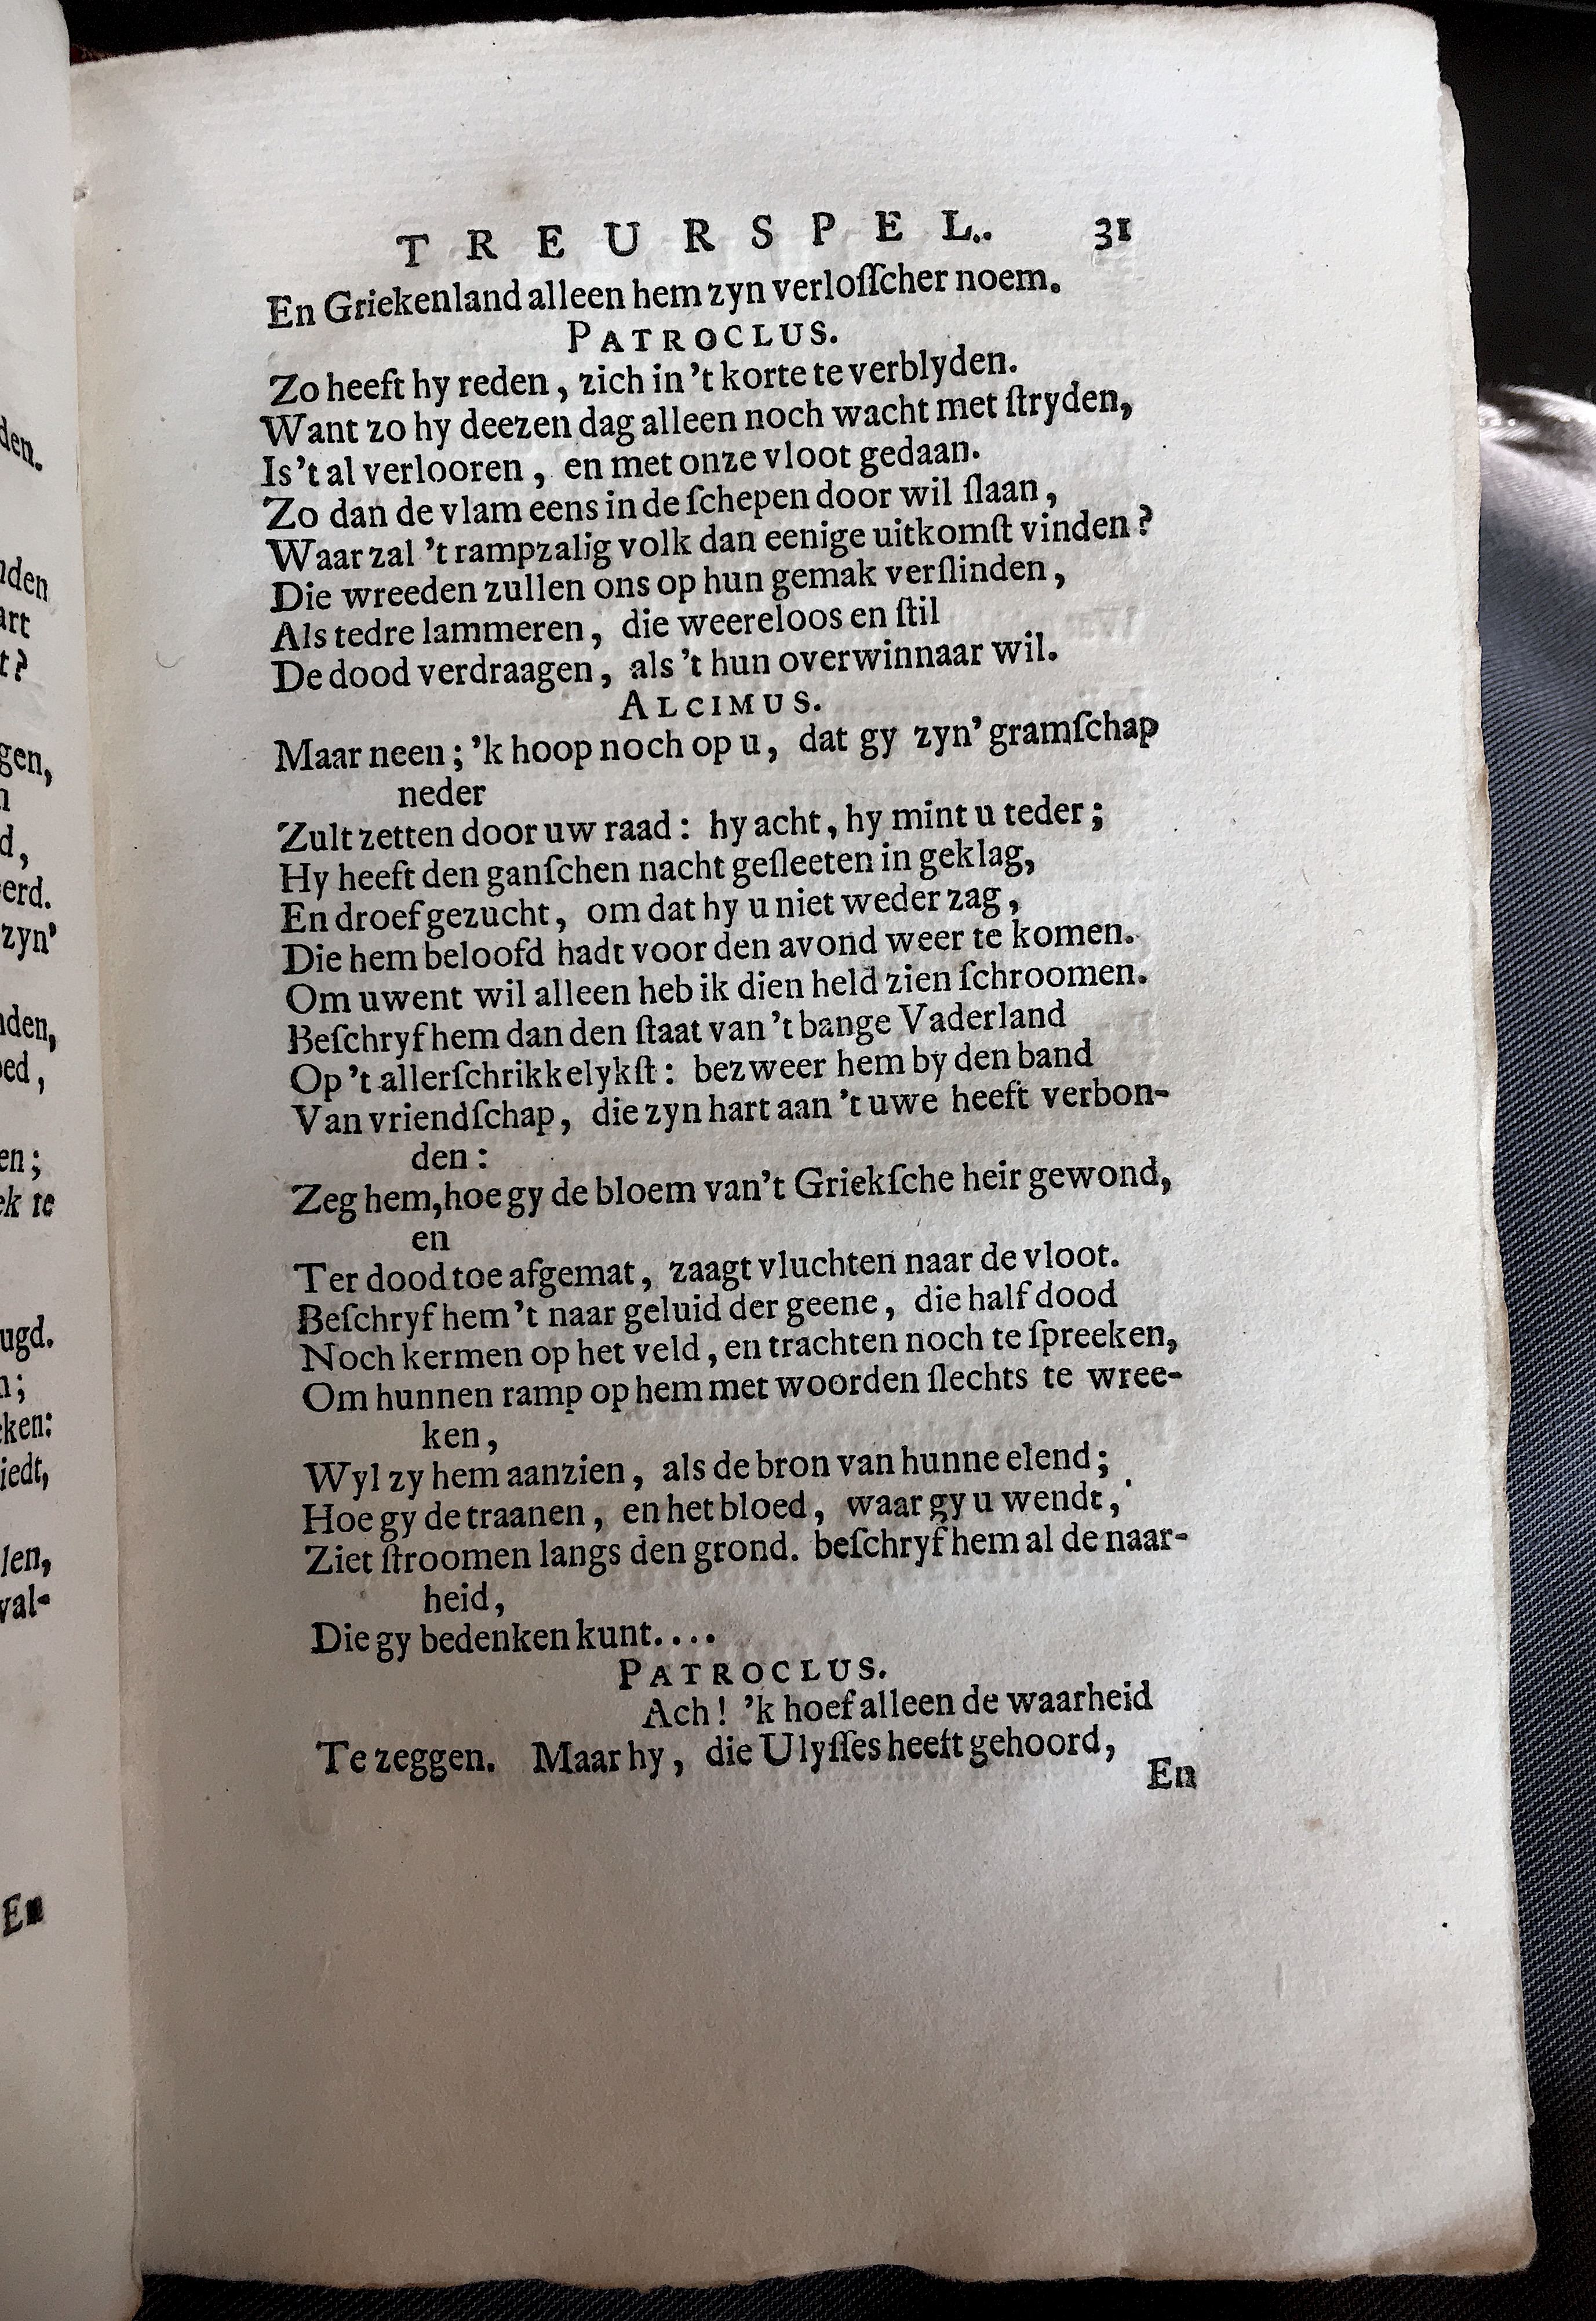 TREURSPEL. 31
En Griekenland alleen hem zyn verloſſcher noem.
PATROCLUS.
Zo heeft hy reden, zich in 't korte te verblyden.
Want zo hy deezen dag alleen noch wacht met ſtryden,
Is 't al verlooren, en met onze vloot gedaan.
Zo dan de vlam eens in de ſchepen door wil ſlaan,
Waar zal 't rampzalig volk dan eenige uitkomſt vinden?
Die wreeden zullen ons op hun gemak verſlinden,
Als tedre lammeren, die weereloos en ſtil
De dood verdraagen, als 't hun overwinnaar wil.
ALCIMUS.
Maar neen; 'k hoop noch op u, dat gy zyn' gramſchap
neder
Zult zetten door uw raad: hy acht, hy mint u teder;
Hy heeft den ganſchen nacht geſleeten in geklag,
En droef gezucht, om dat hy u niet weder zag,
Die hem beloofd hadt voor den avond weer te komen.
Om uwent wil alleen heb ik dien held zien ſchroomen.
Beſchryf hem dan den ſtaat van 't bange Vaderland
Op 't allerſchrikkelykſt: bezweer hem by den band
Van vriendſchap, die zyn hart aan 't uwe heeft verbon-
den:
Zeg hem, hoe gy de bloem van 't Griekſche heir gewond,
en
Ter dood toe afgemat, zaagt vluchten naar de vloot.
Beſchryf hem 't naar geluid der geene, die half dood
Noch kermen op het veld, en trachten noch te ſpreeken,
Om hunnen ramp op hem met woorden ſlechts te wree-
ken,
Wyl zy hem aanzien, als de bron van hunne elend;
Hoe gy de traanen, en het bloed, waar gy u wendt,
Ziet ſtroomen langs den grond. beſchryf hem al de naar-
heid,
Die gy bedenken kunt....
PATROCLUS.
Ach! 'k hoef alleen de waarheid
Te zeggen. Maar hy, die Ulyſſes heeft gehoord,
En